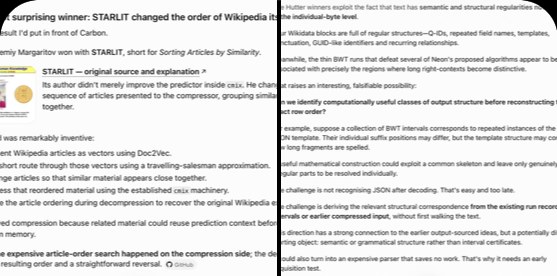 t surprising winner: STARLIT changed the order of Wikipedia its
result I'd put in front of Carbon.
emiy Margaritov won with STARLIT, short for Sorting Articles by Similarity.
STARLIT — original source and explanation ↗
Its author didn't merely improve the predictor inside cmix. He chan
sequence of articles presented to the compressor, grouping simila
together.
l was remarkably inventive:
ent Wikipedia articles as vectors using Doc2Vec.
short route through those vectors using a travelling-salesman approximation.
nge articles so that similar material appears close together.
ess that reordered material using the established cmix machinery.
e the article ordering during decompression to recover the original Wikipedia e
ved compression because related material could reuse prediction context before
n memory.
he expensive article-order search happened on the compression side; the de
resulting order and a straightforward reversal. GitHub
e Hutter winners exploit the fact that text has semantic and structural regularities no
the individual-byte level.
ur Wikidata blocks are full of regular structure—Q-IDs, repeated field names, templates,
nctuation, GUID-like identifiers and recurring relationships.
eanwhile, the thin BWT runs that defeat several of Neon's proposed algorithms appear to be
sociated with precisely the regions where long right-contexts become distinctive.
at raises an interesting, falsifiable possibility:
n we identify computationally useful classes of output structure before reconstructing t
act row order?
r example, suppose a collection of BWT intervals corresponds to repeated instances of the
ON template. Their individual suffix positions may differ, but the template structure may co
w long fragments are spelled.
useful mathematical construction could exploit a common skeleton and leave only genuinely
gular parts to be resolved individually.
e challenge is not recognising JSON after decoding. That's easy and too late.
e challenge is deriving the relevant structural correspondence from the existing run recor
ervals or earlier compressed input, without first walking the text.
is direction has a strong connection to the earlier output-sourced ideas, but a potentially di
rting object: semantic or grammatical structure rather than interval certificates.
could also turn into an expensive parser that saves no work. That's why it needs an early
quisition test.